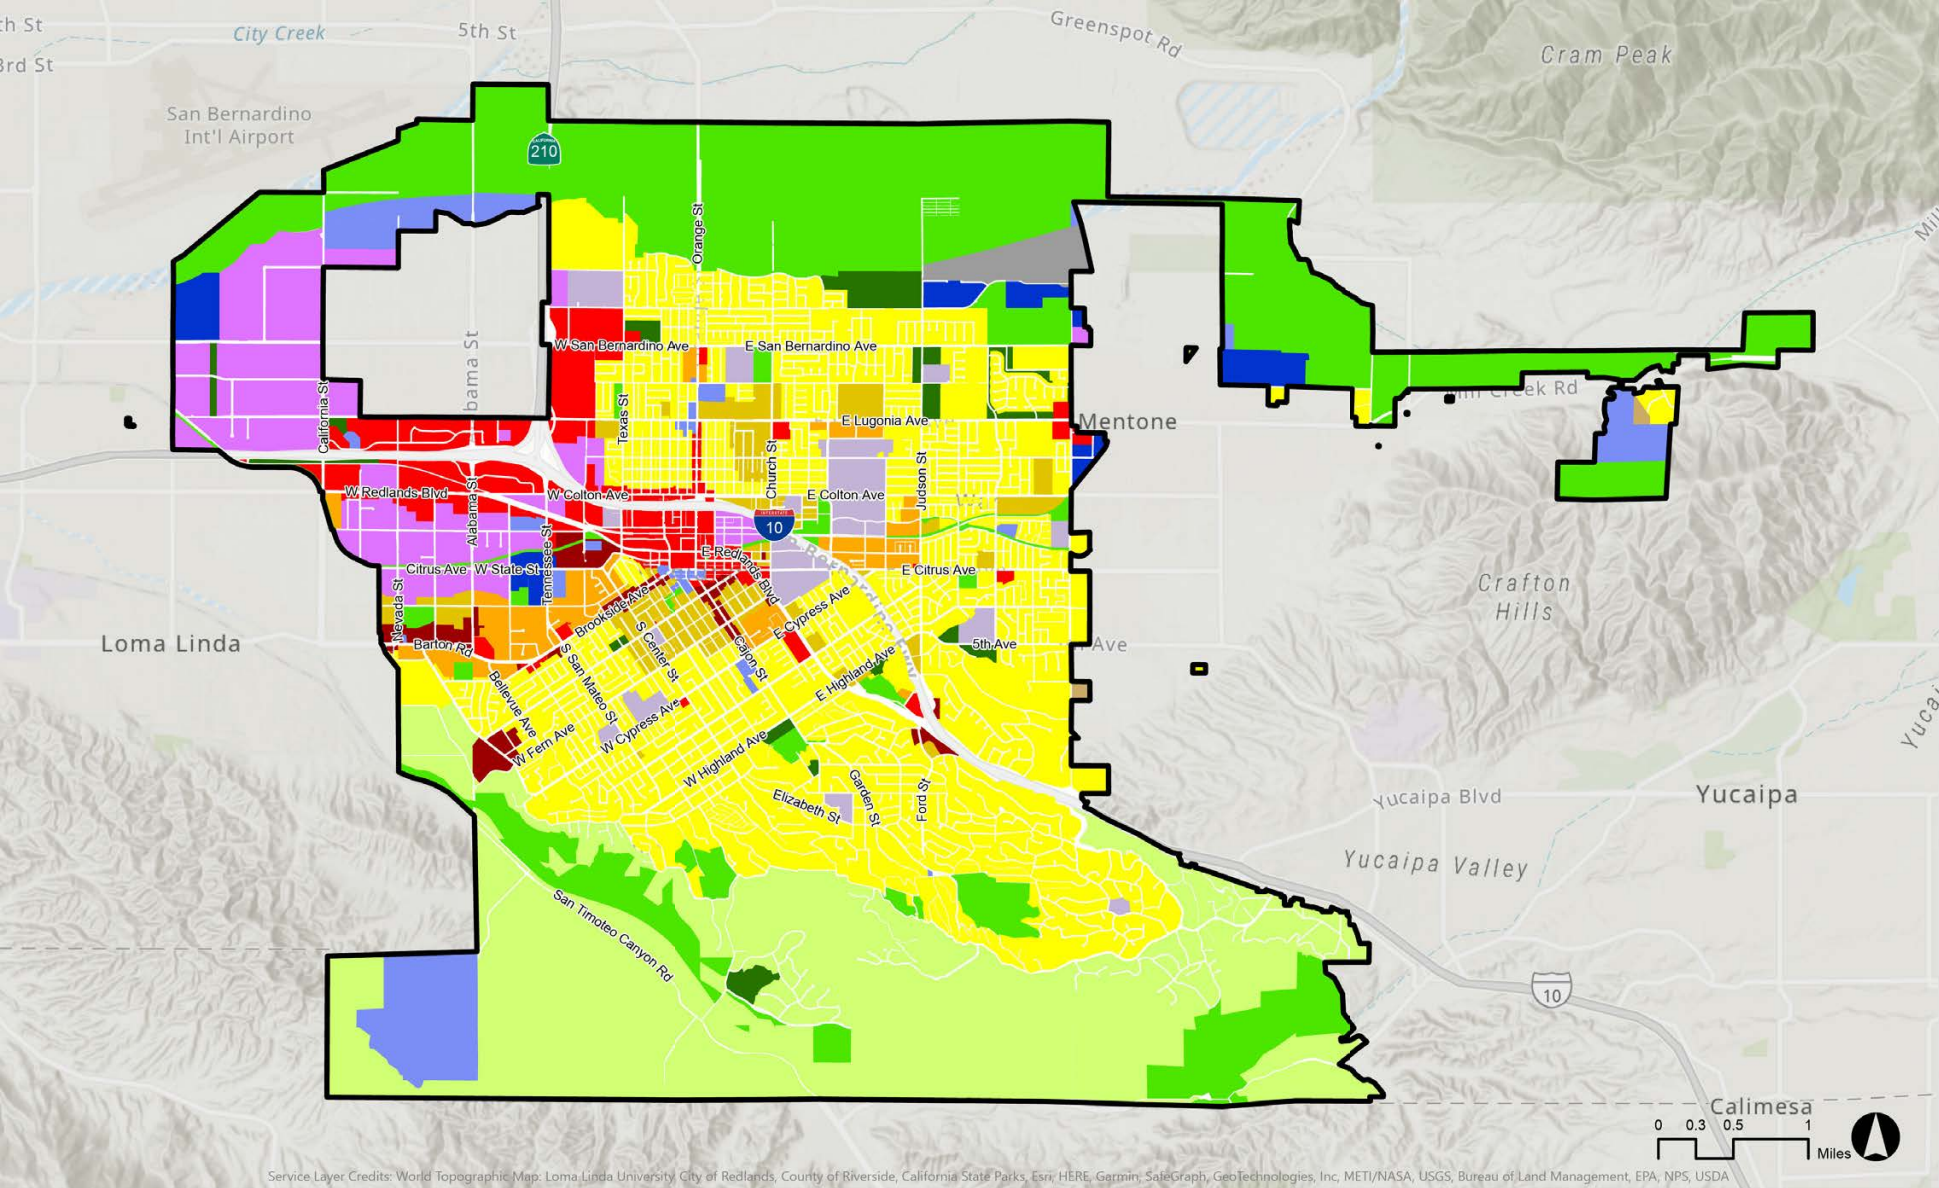 th St
City Creek
5th St
Greenspot Rd
3rd St
Cram Peak
San Bernardino
Int'l Airport
CALIFORNIA
210
Orange St
W San Bernardino Ave
E San Bernardino Ave
bama St
California St
Texas St
Church St
Judson St
E Lugonia Ave
Mentone
Creek Rd
Mill
W Redlands Blvd
Alabama St
W Colton Ave
E Colton Ave
INTERSTATE
10
Tennessee St
E Redlands Blvd
Citrus Ave
W State St
E Citrus Ave
Nevada St
Brookside Ave
E Cypress Ave
Crafton
Hills
Loma Linda
Barton Rd
S Center St
Cajon St
5th Ave
Ave
Bellevue Ave
S San Mateo St
E Highland Ave
W Fern Ave
W Cypress Ave
W Highland Ave
Elizabeth St
Garden St
Ford St
Yucaipa Blvd
Yucaipa
Yucai
Yucaipa Valley
San Timoteo Canyon Rd
10
Calimesa
0 0.3 0.5 1
Miles
Service Layer Credits: World Topographic Map: Loma Linda University, City of Redlands, County of Riverside, California State Parks, Esri, HERE, Garmin, SafeGraph, GeoTechnologies, Inc, METI/NASA, USGS, Bureau of Land Management, EPA, NPS, USDA